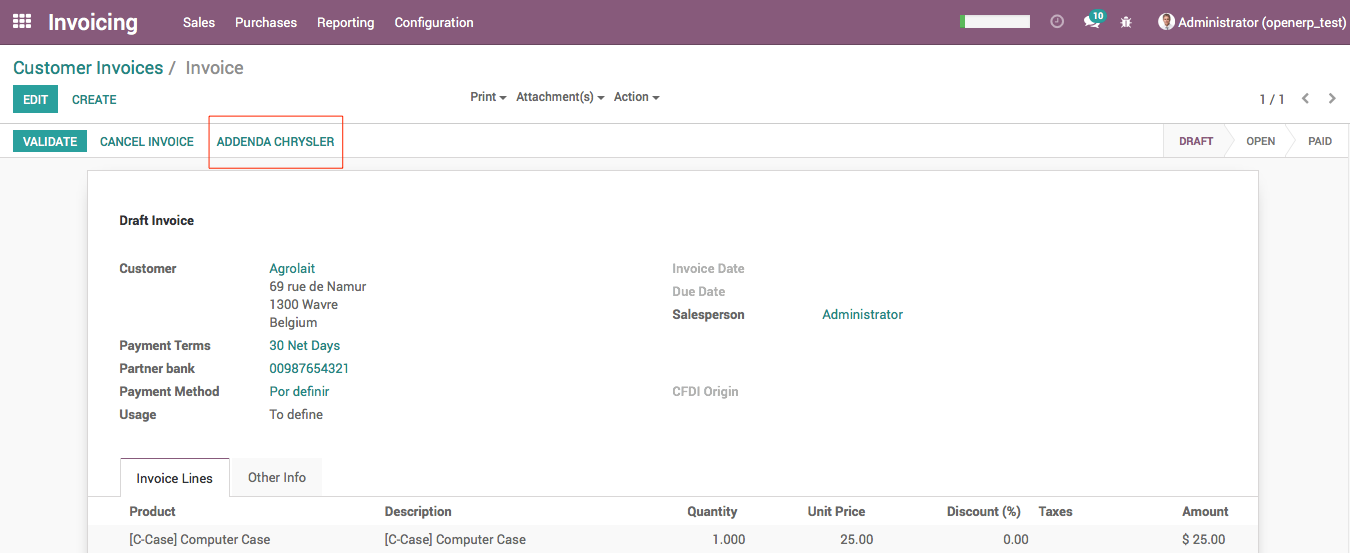 Invoicing Sales Purchases Reporting Configuration 10 Administrator (openerp_test)
Customer Invoices / Invoice
EDIT CREATE Print Attachment(s) Action 1 / 1
VALIDATE CANCEL INVOICE ADDENDA CHRYSLER DRAFT OPEN PAID
Draft Invoice
Customer Agrolait Invoice Date
69 rue de Namur
Due Date
1300 Wavre
Salesperson Administrator
Belgium
Payment Terms 30 Net Days
Partner bank 00987654321
Payment Method Por definir CFDI Origin
Usage To define
Invoice Lines Other Info
Product Description Quantity Unit Price Discount (%) Taxes Amount
[C-Case] Computer Case [C-Case] Computer Case 1.000 25.00 0.00 $ 25.00